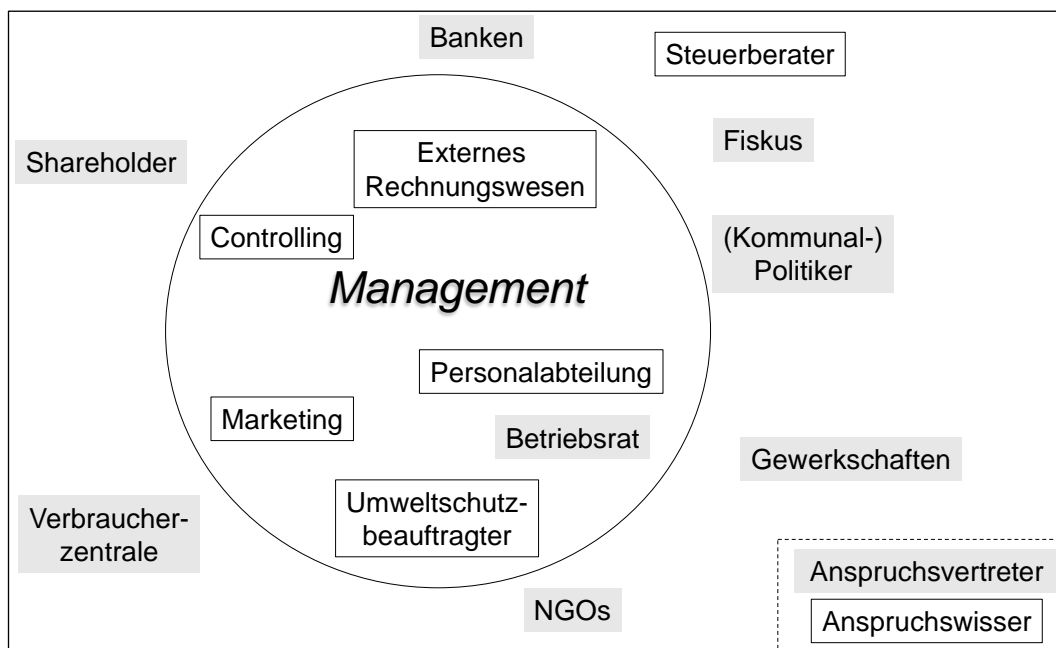 Banken
Steuerberater
Fiskus
Shareholder
Externes
Rechnungswesen
Controlling
(Kommunal-)
Politiker
Management
Personalabteilung
Marketing
Betriebsrat
Gewerkschaften
Umweltschutz-
beauftragter
Verbraucher-
zentrale
NGOs
Anspruchsvertreter
Anspruchswisser